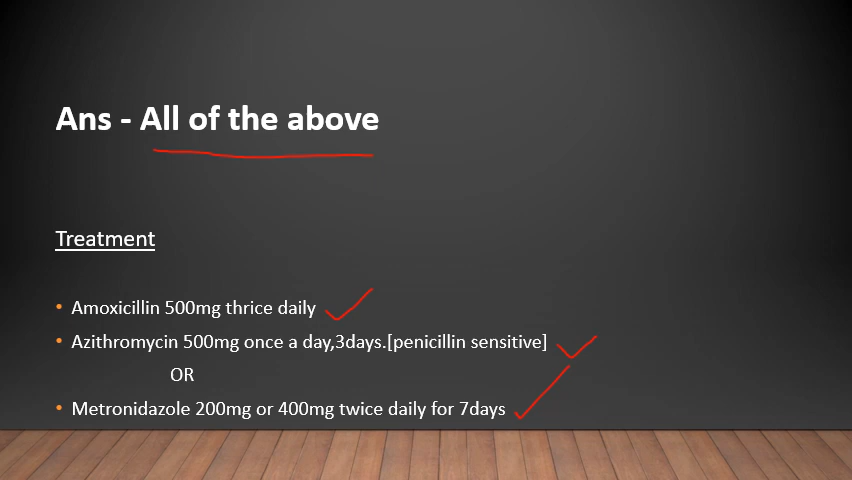 Ans - All of the above
Treatment
• Amoxicillin 500mg thrice daily
• Azithromycin 500mg once a day,3days.[penicillin sensitive]
OR
• Metronidazole 200mg or 400mg twice daily for 7days